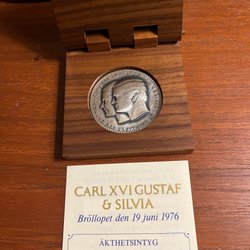 CARL XVI GUSTAF
& SILVIA
Bröllopet den 19 juni 1976
ÄKTHETSINTYG